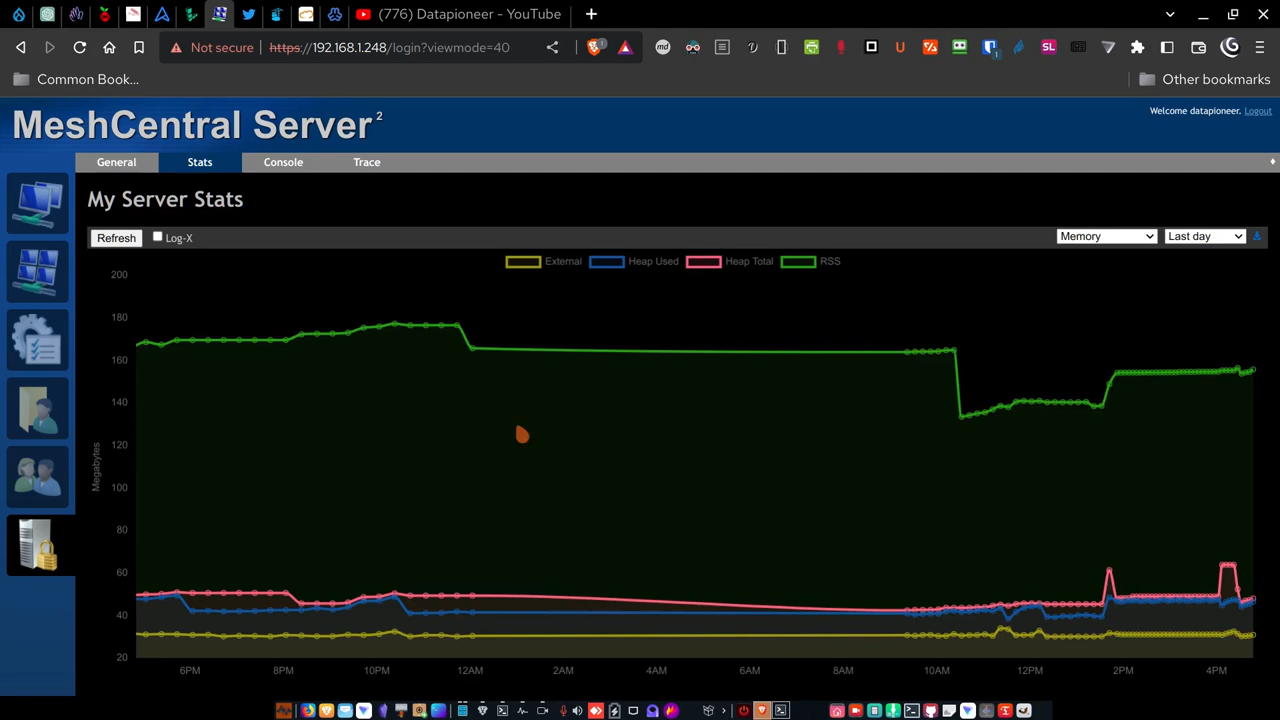 (776) Datapioneer - YouTube
Not secure
https://192.168.1.248/login?viewmode=40
Common Book...
Other bookmarks
MeshCentral Server²
Welcome datapioneer. Logout
General Stats Console Trace
My Server Stats
Refresh Log-X Memory Last day
External Heap Used Heap Total RSS
200
180
160
140
120
100
80
60
40
20
Megabytes
6PM 8PM 10PM 12AM 2AM 4AM 6AM 8AM 10AM 12PM 2PM 4PM